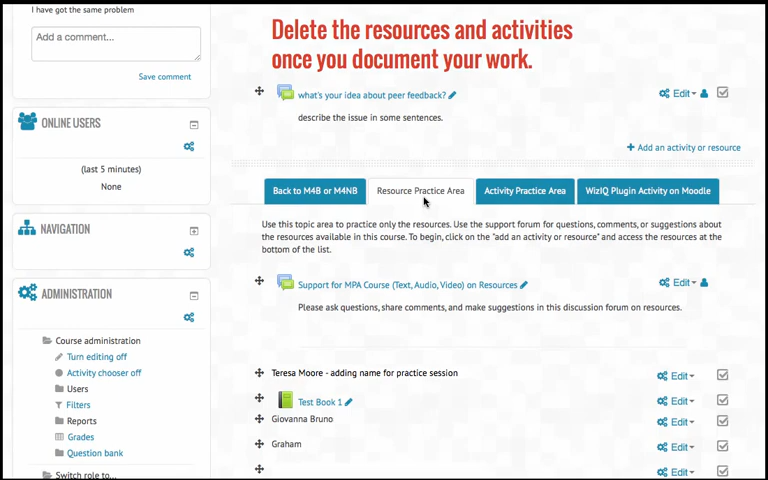 I have got the same problem
Add a comment...
Save comment
ONLINE USERS
(last 5 minutes)
None
NAVIGATION
ADMINISTRATION
Course administration
Turn editing off
Activity chooser off
Users
Filters
Reports
Grades
Question bank
Switch role to...
Delete the resources and activities
once you document your work.
what's your idea about peer feedback?
Edit
describe the issue in some sentences.
Add an activity or resource
Back to M4B or M4NB
Resource Practice Area
Activity Practice Area
WizIQ Plugin Activity on Moodle
Use this topic area to practice only the resources. Use the support forum for questions, comments, or suggestions about
the resources available in this course. To begin, click on the "add an activity or resource" and access the resources at the
bottom of the list.
Support for MPA Course (Text, Audio, Video) on Resources
Edit
Please ask questions, share comments, and make suggestions in this discussion forum on resources.
Teresa Moore - adding name for practice session
Edit
Test Book 1
Edit
Giovanna Bruno
Edit
Graham
Edit
Edit